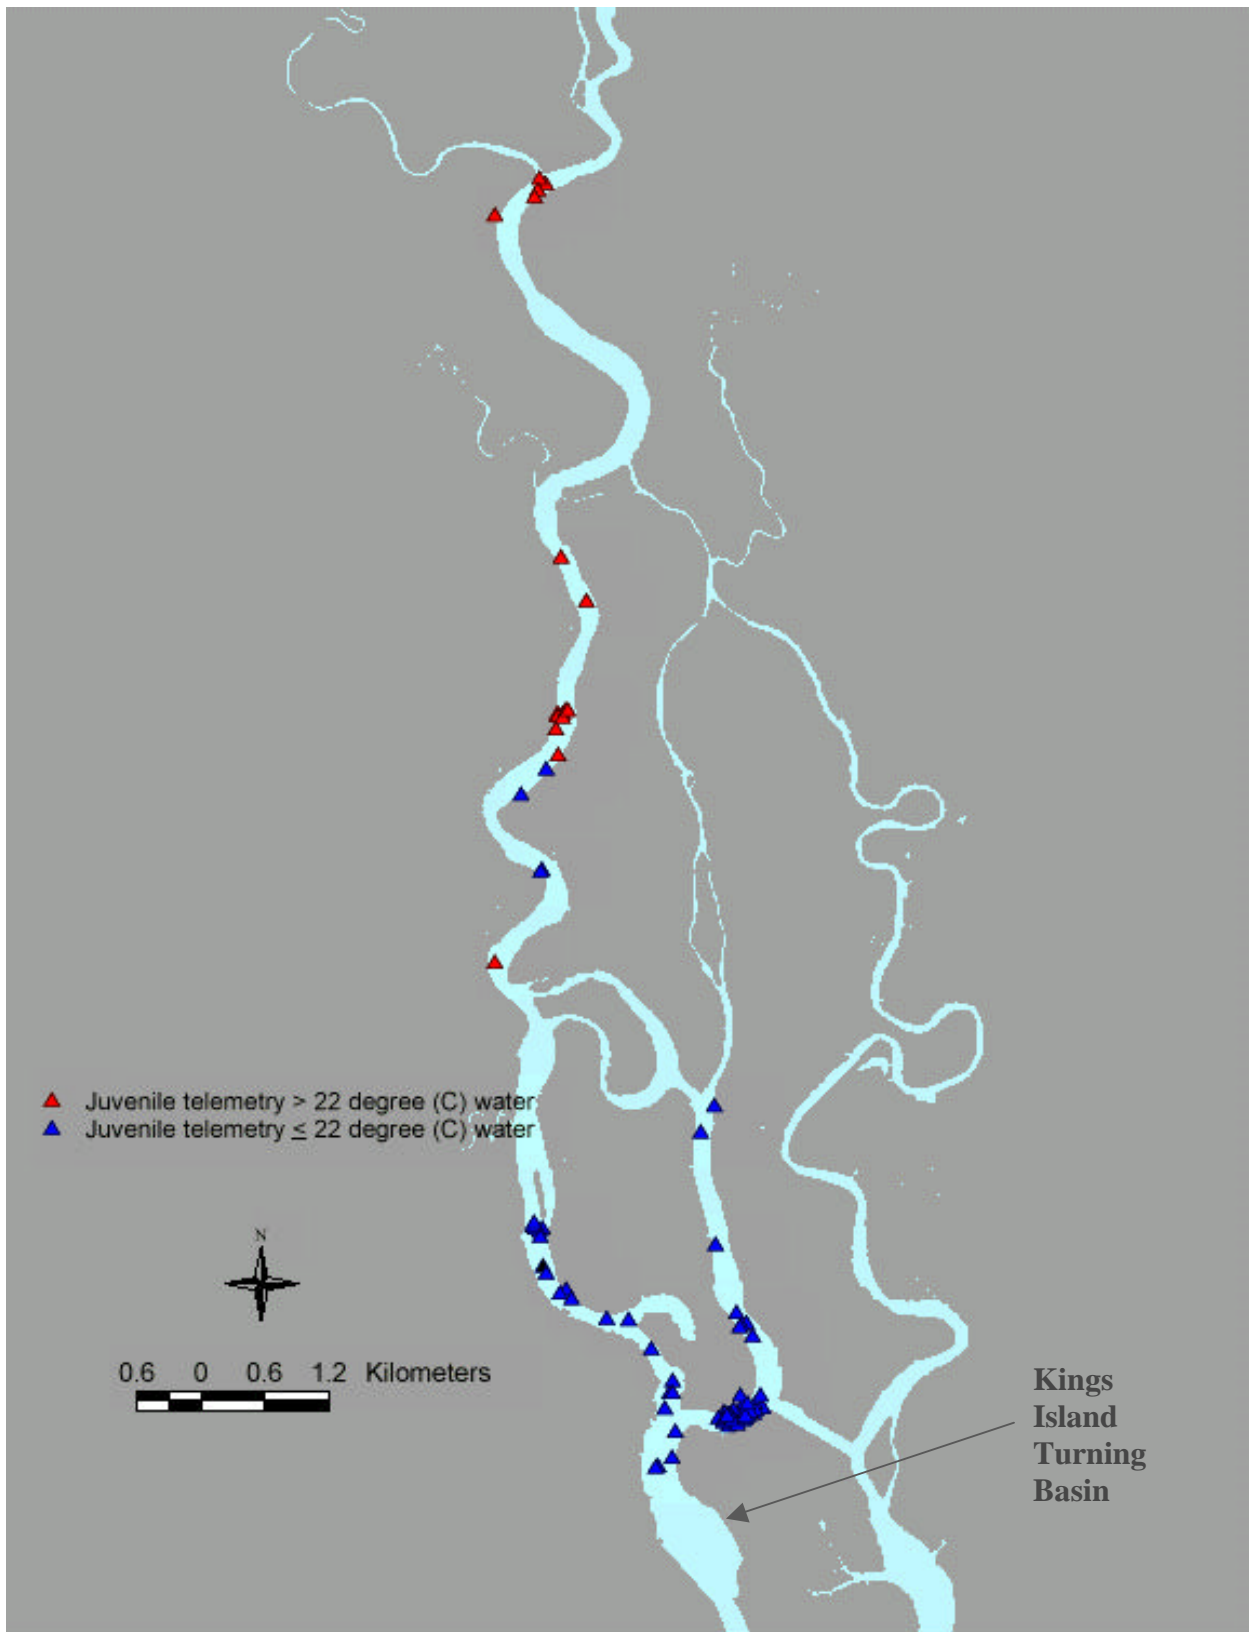 Juvenile telemetry > 22 degree (C) water
Juvenile telemetry ≤ 22 degree (C) water
N
0.6 0 0.6 1.2 Kilometers
Kings
Island
Turning
Basin